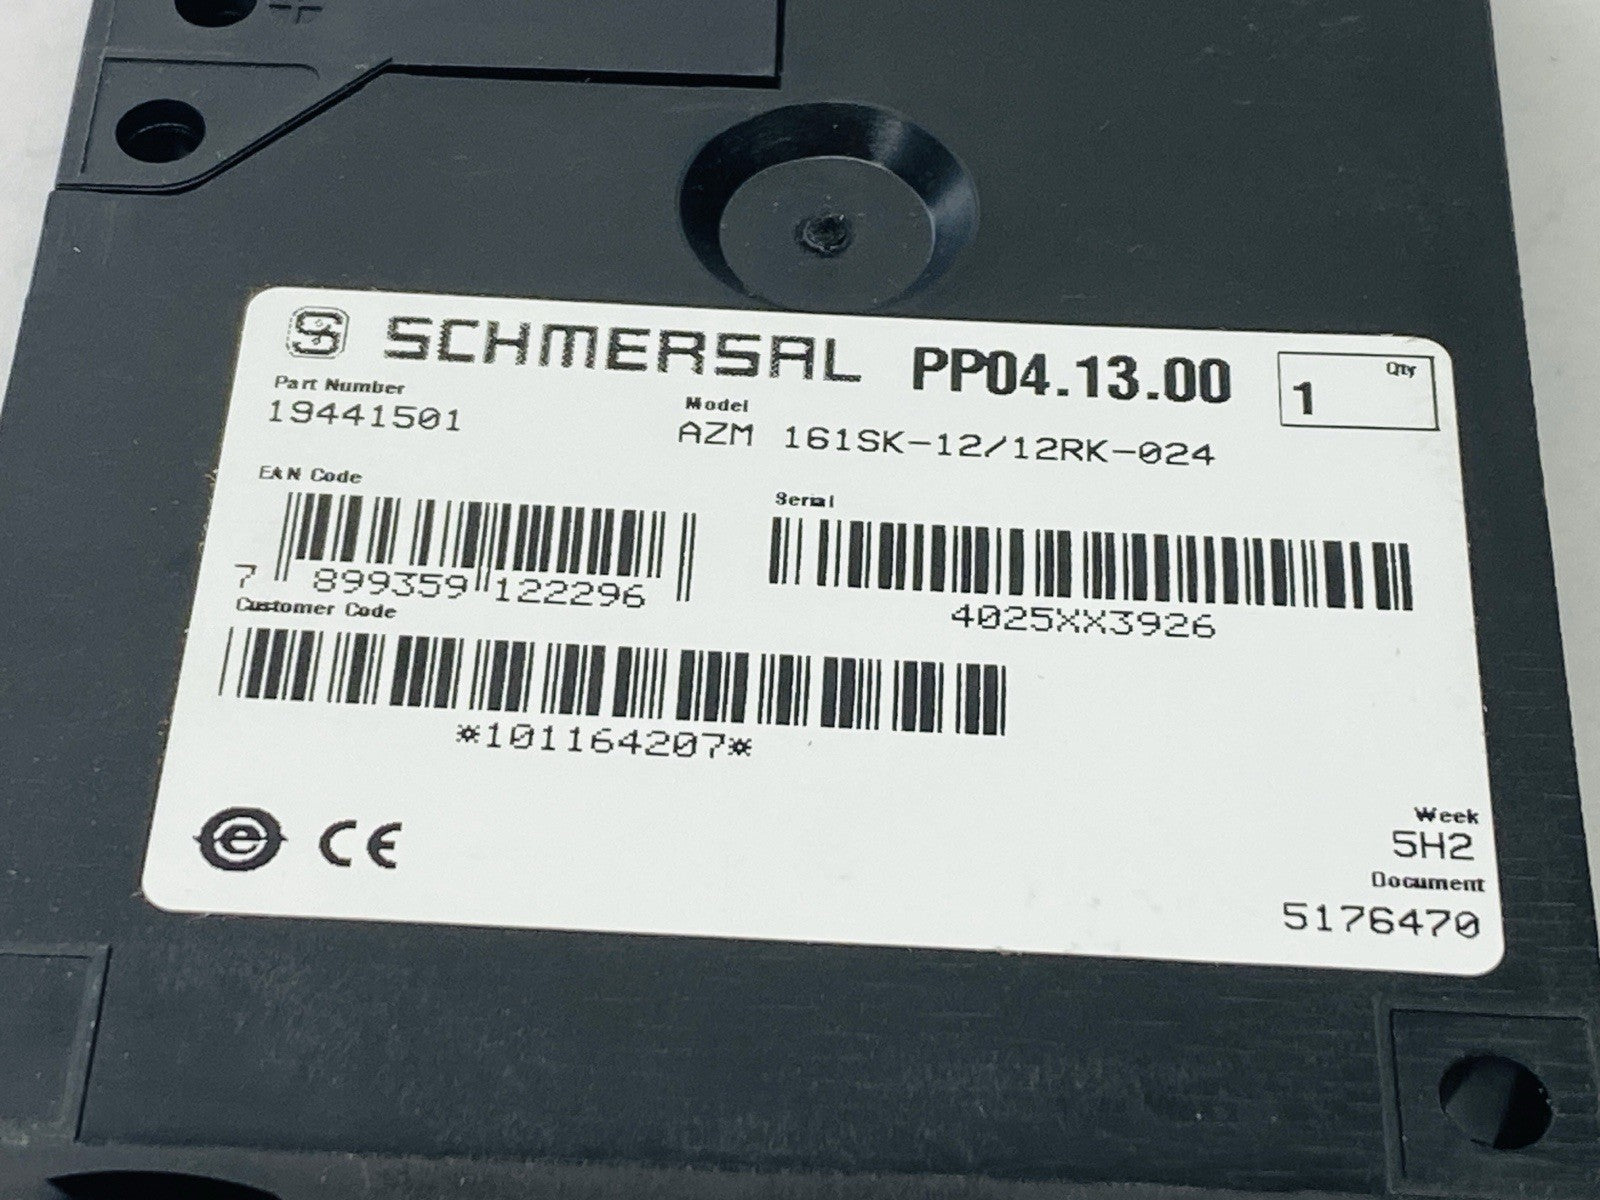 S SCHMERSAL PP04.13.00
Qty
1
Part Number
19441501
Model
AZM 161SK-12/12RK-024
EAN Code
7 899359 122296
Serial
4025XX3926
Customer Code
*101164207*
e CE
Week
5H2
Document
5176470